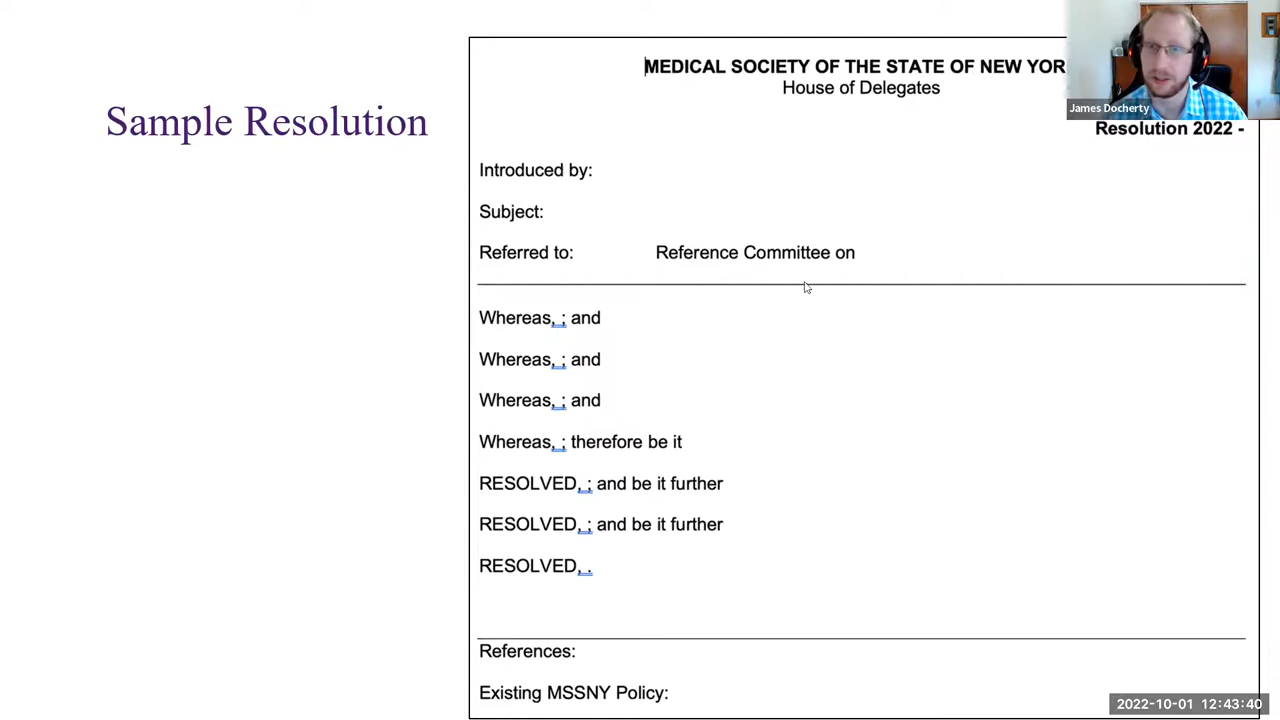 Sample Resolution
MEDICAL SOCIETY OF THE STATE OF NEW YOR
House of Delegates
James Docherty
Resolution 2022 -
Introduced by:
Subject:
Referred to: Reference Committee on
Whereas, ; and
Whereas, ; and
Whereas, ; and
Whereas, ; therefore be it
RESOLVED, ; and be it further
RESOLVED, ; and be it further
RESOLVED, .
References:
Existing MSSNY Policy:
2022-10-01 12:43:40